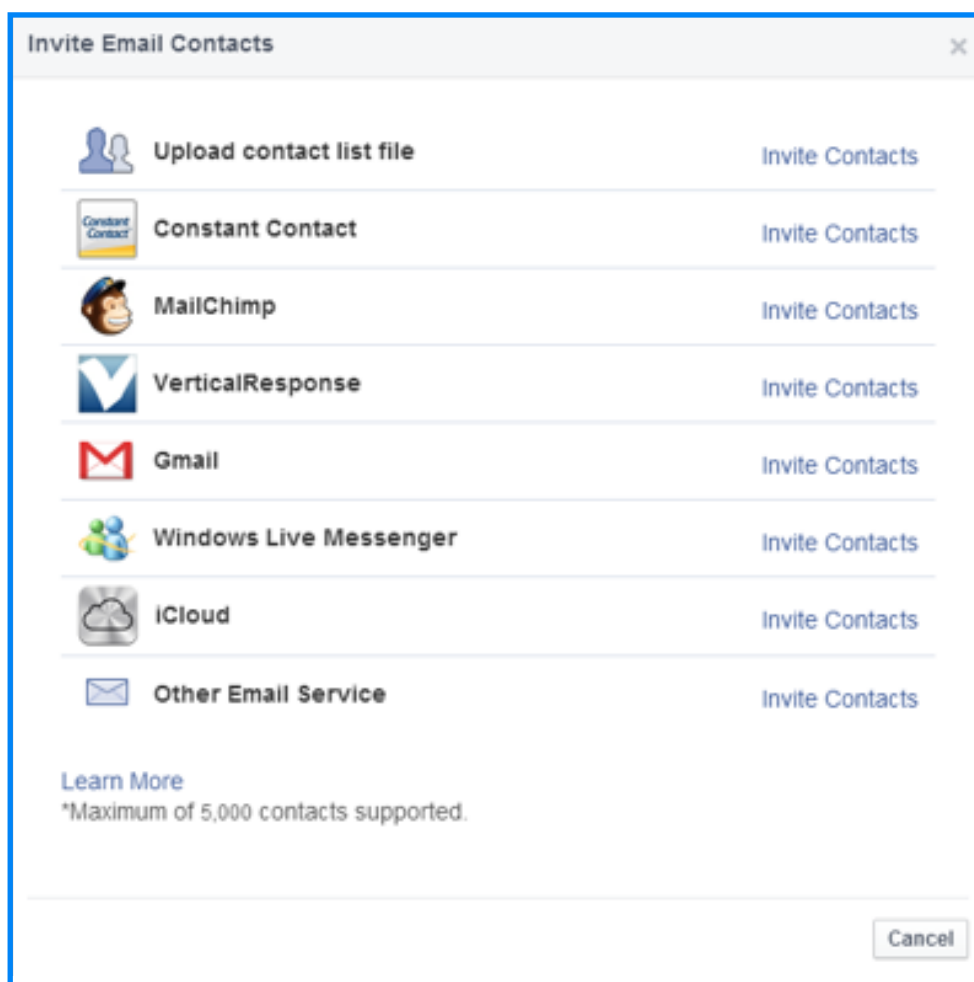 Invite Email Contacts
Upload contact list file Invite Contacts
Constant Contact Constant Contact Invite Contacts
MailChimp Invite Contacts
VerticalResponse Invite Contacts
Gmail Invite Contacts
Windows Live Messenger Invite Contacts
iCloud Invite Contacts
Other Email Service Invite Contacts
Learn More
*Maximum of 5,000 contacts supported.
Cancel